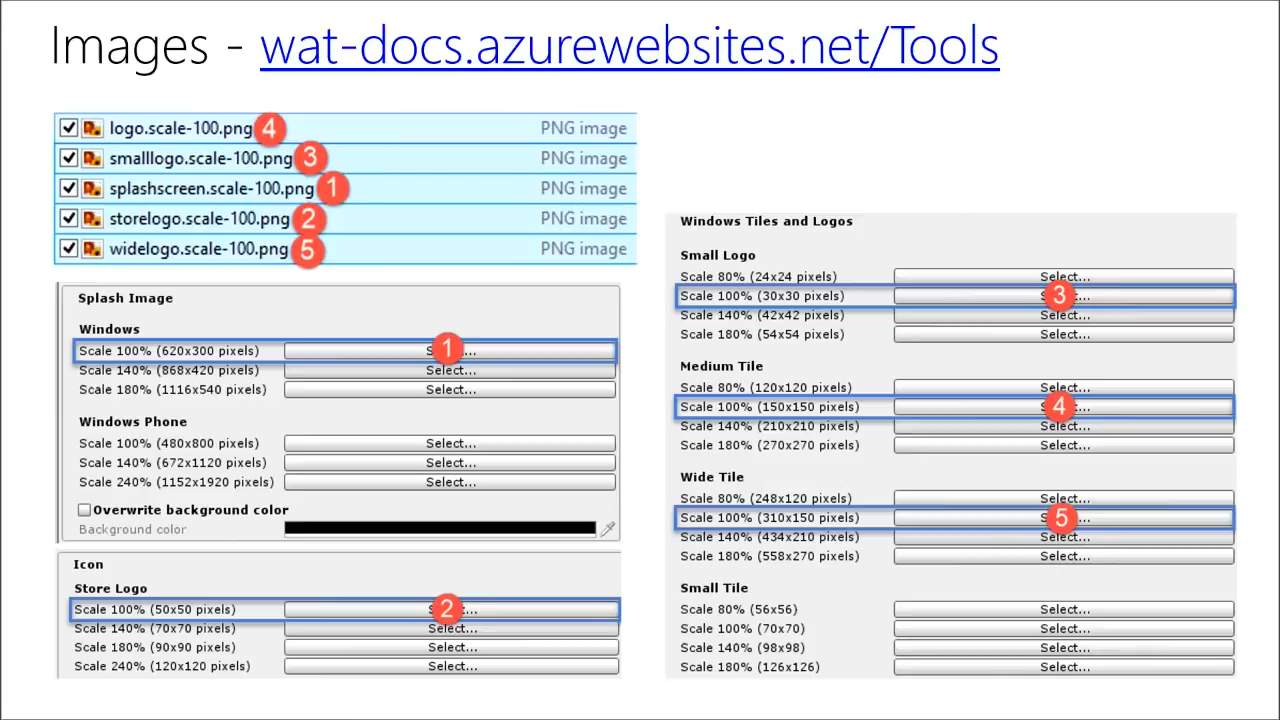 Images - wat-docs.azurewebsites.net/Tools
logo.scale-100.png 4 PNG image
smalllogo.scale-100.png 3 PNG image
splashscreen.scale-100.png 1 PNG image
storelogo.scale-100.png 2 PNG image
widelogo.scale-100.png 5 PNG image
Splash Image
Windows
Scale 100% (620x300 pixels) 1
Scale 140% (868x420 pixels) Select...
Scale 180% (1116x540 pixels) Select...
Windows Phone
Scale 100% (480x800 pixels) Select...
Scale 140% (672x1120 pixels) Select...
Scale 240% (1152x1920 pixels) Select...
Overwrite background color
Background color
Icon
Store Logo
Scale 100% (50x50 pixels) 2
Scale 140% (70x70 pixels) Select...
Scale 180% (90x90 pixels) Select...
Scale 240% (120x120 pixels) Select...
Windows Tiles and Logos
Small Logo
Scale 80% (24x24 pixels) Select...
Scale 100% (30x30 pixels) 3
Scale 140% (42x42 pixels) Select...
Scale 180% (54x54 pixels) Select...
Medium Tile
Scale 80% (120x120 pixels) Select...
Scale 100% (150x150 pixels) 4
Scale 140% (210x210 pixels) Select...
Scale 180% (270x270 pixels) Select...
Wide Tile
Scale 80% (248x120 pixels) Select...
Scale 100% (310x150 pixels) 5
Scale 140% (434x210 pixels) Select...
Scale 180% (558x270 pixels) Select...
Small Tile
Scale 80% (56x56) Select...
Scale 100% (70x70) Select...
Scale 140% (98x98) Select...
Scale 180% (126x126) Select...